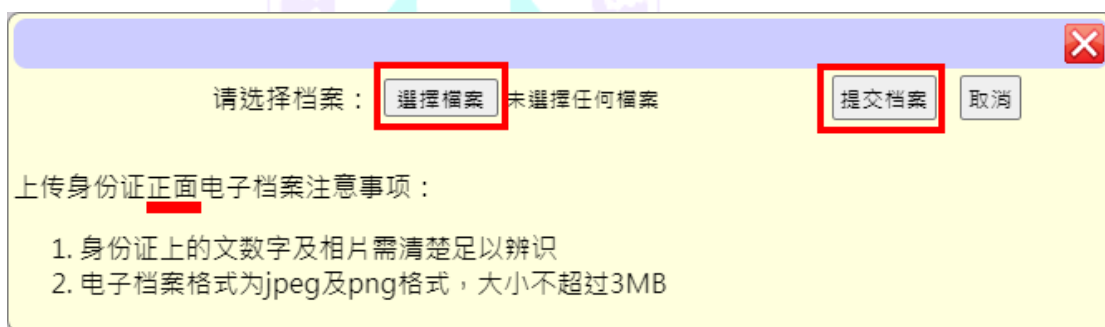 请选择档案： 選擇檔案 未選擇任何檔案 提交档案 取消
上传身份证正面电子档案注意事项：
1. 身份证上的文数字及相片需清楚足以辨识
2. 电子档案格式为jpeg及png格式，大小不超过3MB